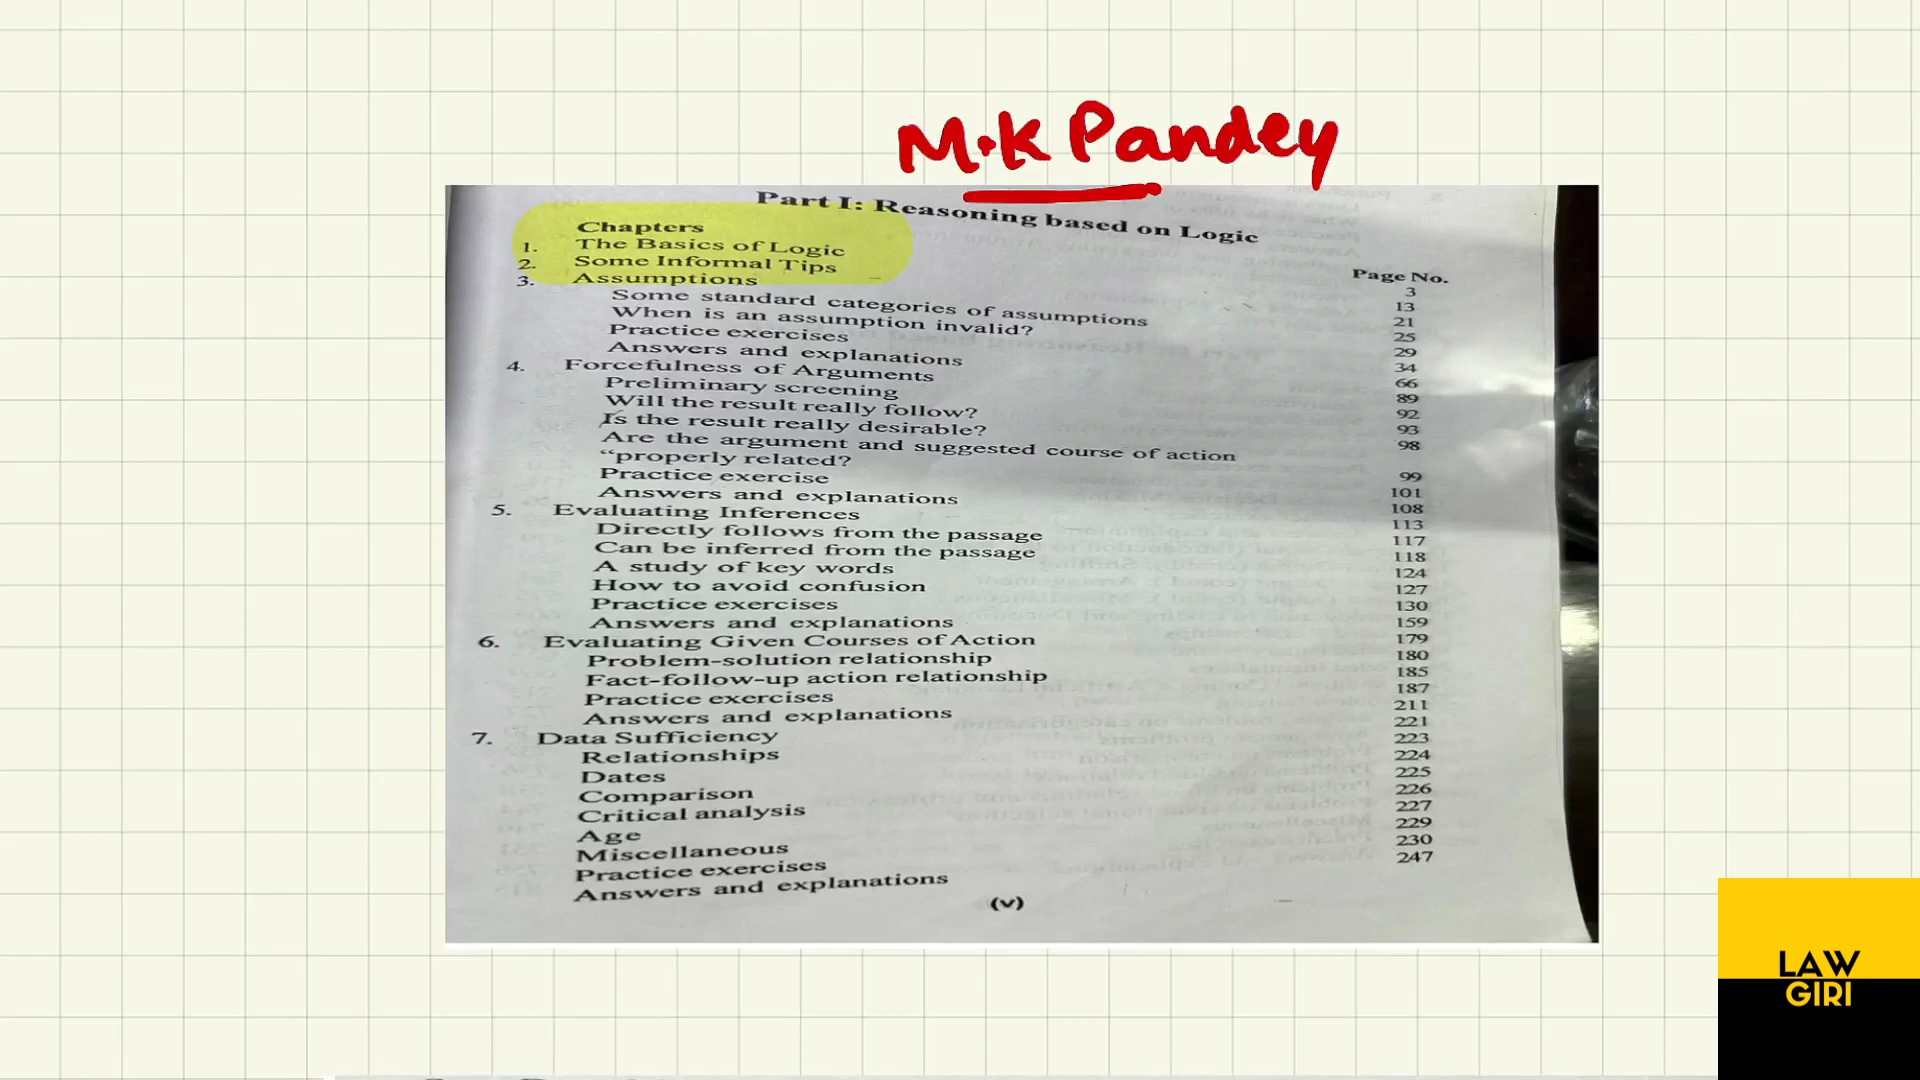 M.K Pandey
Part I: Reasoning based on Logic
Chapters
Page No.
1. The Basics of Logic 3
2. Some Informal Tips 13
3. Assumptions 21
Some standard categories of assumptions 25
When is an assumption invalid? 29
Practice exercises 34
Answers and explanations 66
4. Forcefulness of Arguments 89
Preliminary screening 92
Will the result really follow? 93
Is the result really desirable? 98
Are the argument and suggested course of action
“properly related? 99
Practice exercise 101
Answers and explanations 108
5. Evaluating Inferences 113
Directly follows from the passage 117
Can be inferred from the passage 118
A study of key words 124
How to avoid confusion 127
Practice exercises 130
Answers and explanations 159
6. Evaluating Given Courses of Action 179
Problem-solution relationship 180
Fact-follow-up action relationship 185
Practice exercises 187
Answers and explanations 211
7. Data Sufficiency 221
Relationships 223
Dates 224
Comparison 225
Critical analysis 226
Age 227
Miscellaneous 229
Practice exercises 230
Answers and explanations 247
(v)
LAW
GIRI